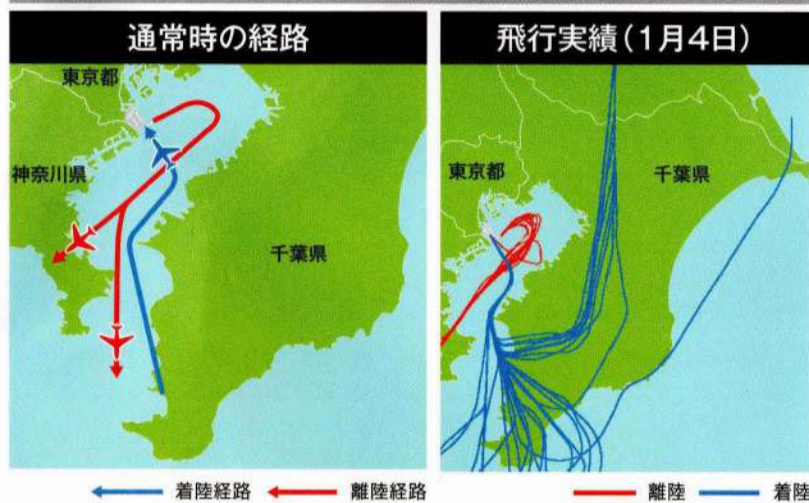 通常時の経路
東京都
神奈川県
千葉県
着陸経路
離陸経路
飛行実績(1月4日)
東京都
千葉県
離陸
着陸